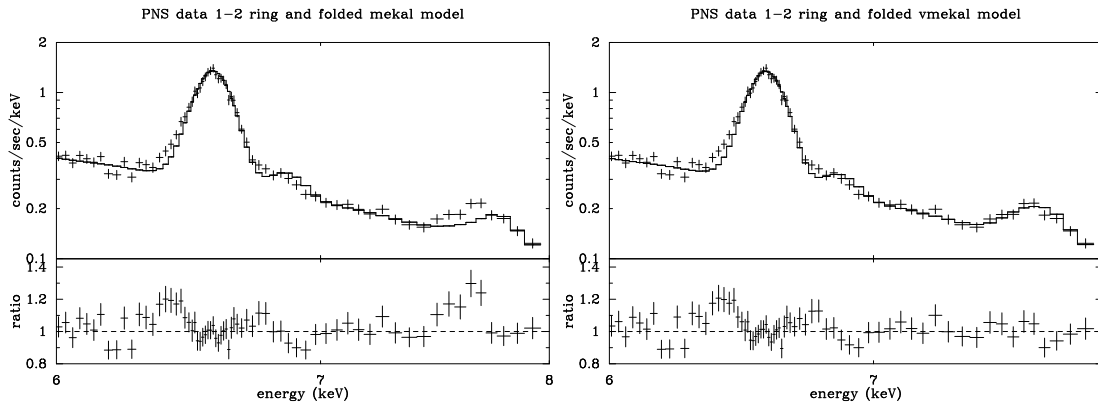 PNS data 1-2 ring and folded mekal model
counts/sec/keV
2
1
0.5
0.2
0.1
ratio
1.4
1.2
1
0.8
6
7
8
energy (keV)
PNS data 1-2 ring and folded vmekal model
counts/sec/keV
2
1
0.5
0.2
0.1
ratio
1.4
1.2
1
0.8
6
7
energy (keV)